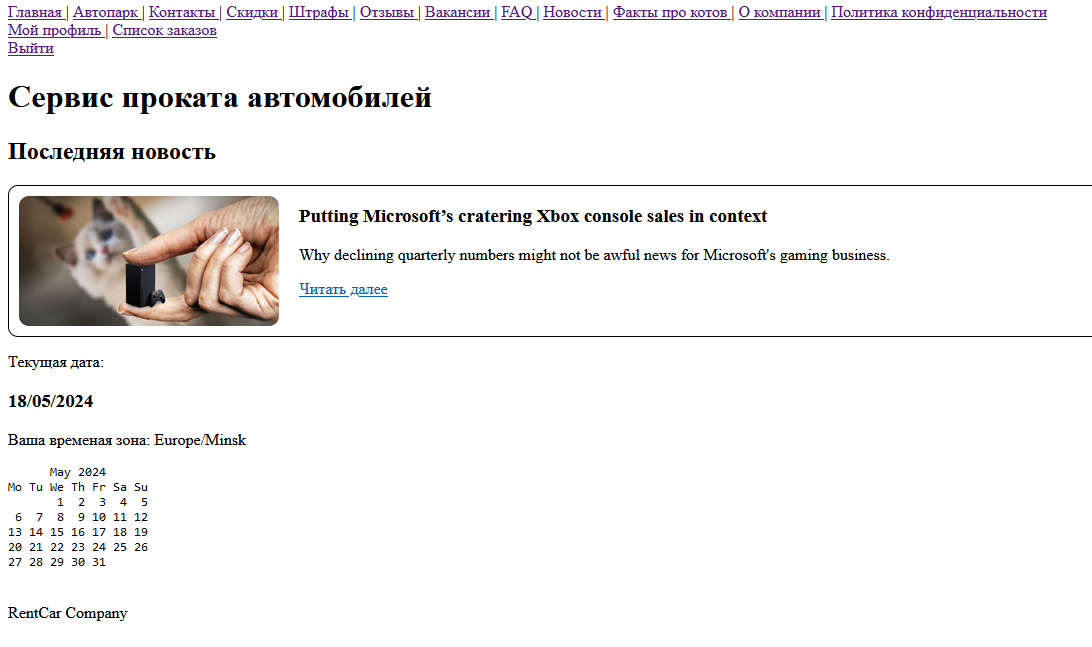 Главная | Автопарк | Контакты | Скидки | Штрафы | Отзывы | Вакансии | FAQ | Новости | Факты про котов | О компании | Политика конфиденциальности
Мой профиль | Список заказов
Выйти
Сервис проката автомобилей
Последняя новость
Putting Microsoft’s cratering Xbox console sales in context
Why declining quarterly numbers might not be awful news for Microsoft's gaming business.
Читать далее
Текущая дата:
18/05/2024
Ваша временая зона: Europe/Minsk
May 2024
Mo Tu We Th Fr Sa Su
1 2 3 4 5
6 7 8 9 10 11 12
13 14 15 16 17 18 19
20 21 22 23 24 25 26
27 28 29 30 31
RentCar Company